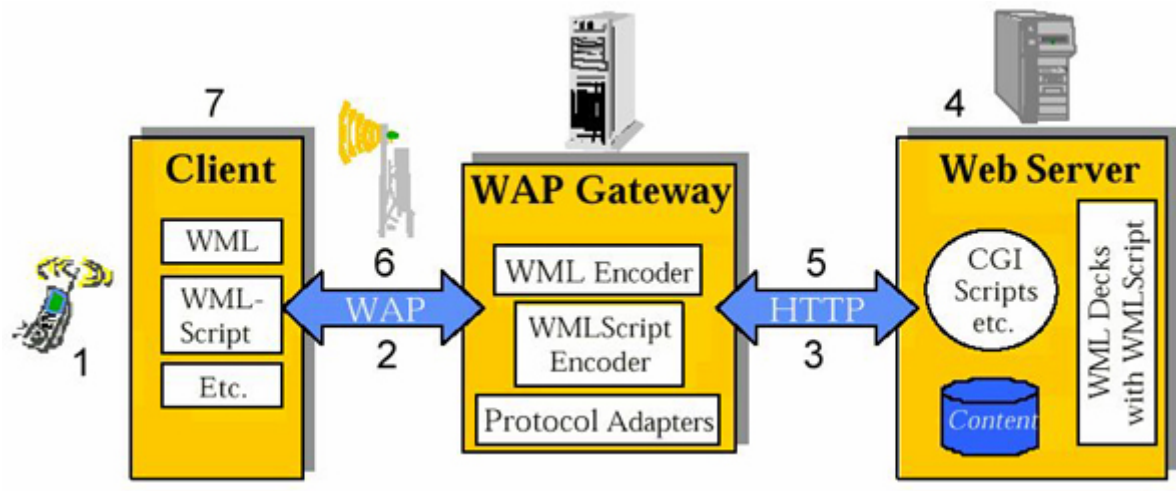 7
4
Client
WAP Gateway
Web Server
WML
WML-
Script
Etc.
1
6
WAP
2
WML Encoder
WMLScript
Encoder
Protocol Adapters
5
HTTP
3
CGI
Scripts
etc.
Content
WML Decks
with WMLScript